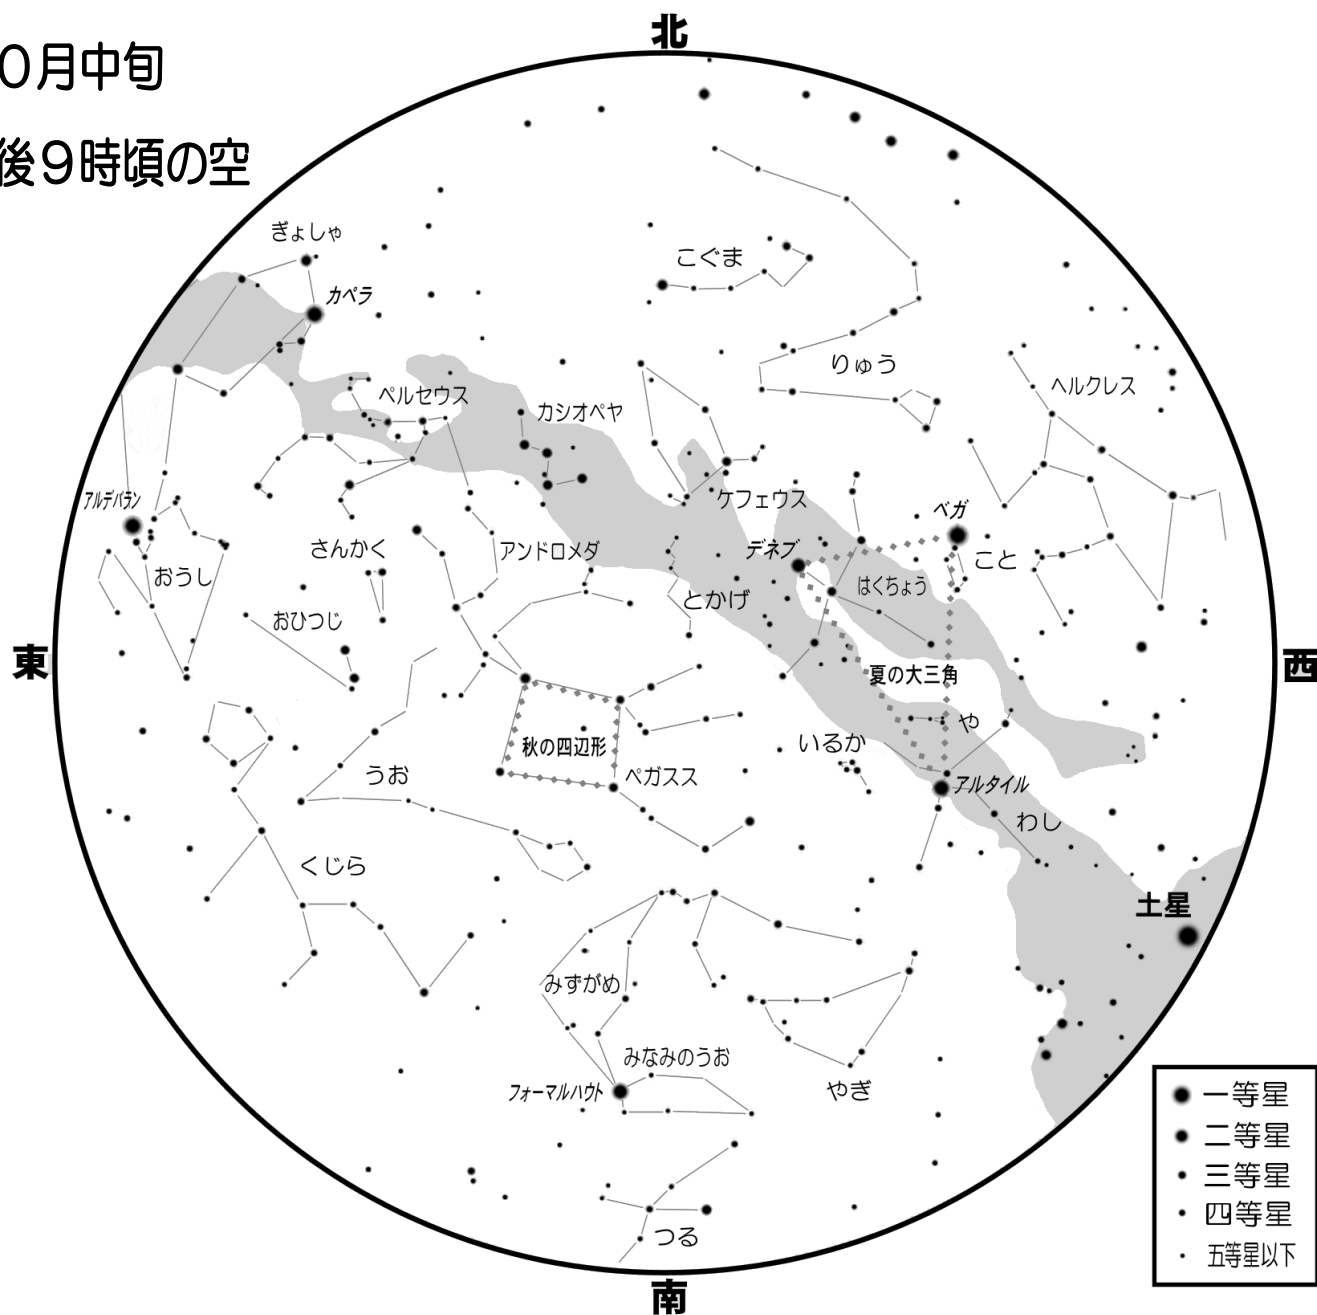 北
０月中旬
後９時頃の空
ぎょしゃ
こぐま
カペラ
りゅう
ヘルクレス
ペルセウス
カシオペヤ
ケフェウス
アルデバラン
ベガ
さんかく
アンドロメダ
デネブ
こと
おうし
はくちょう
とかげ
おひつじ
東
西
夏の大三角
や
秋の四辺形
いるか
うお
ペガスス
アルタイル
わし
くじら
土星
みずがめ
みなみのうお
フォーマルハウト
やぎ
つる
南
一等星
二等星
三等星
四等星
五等星以下